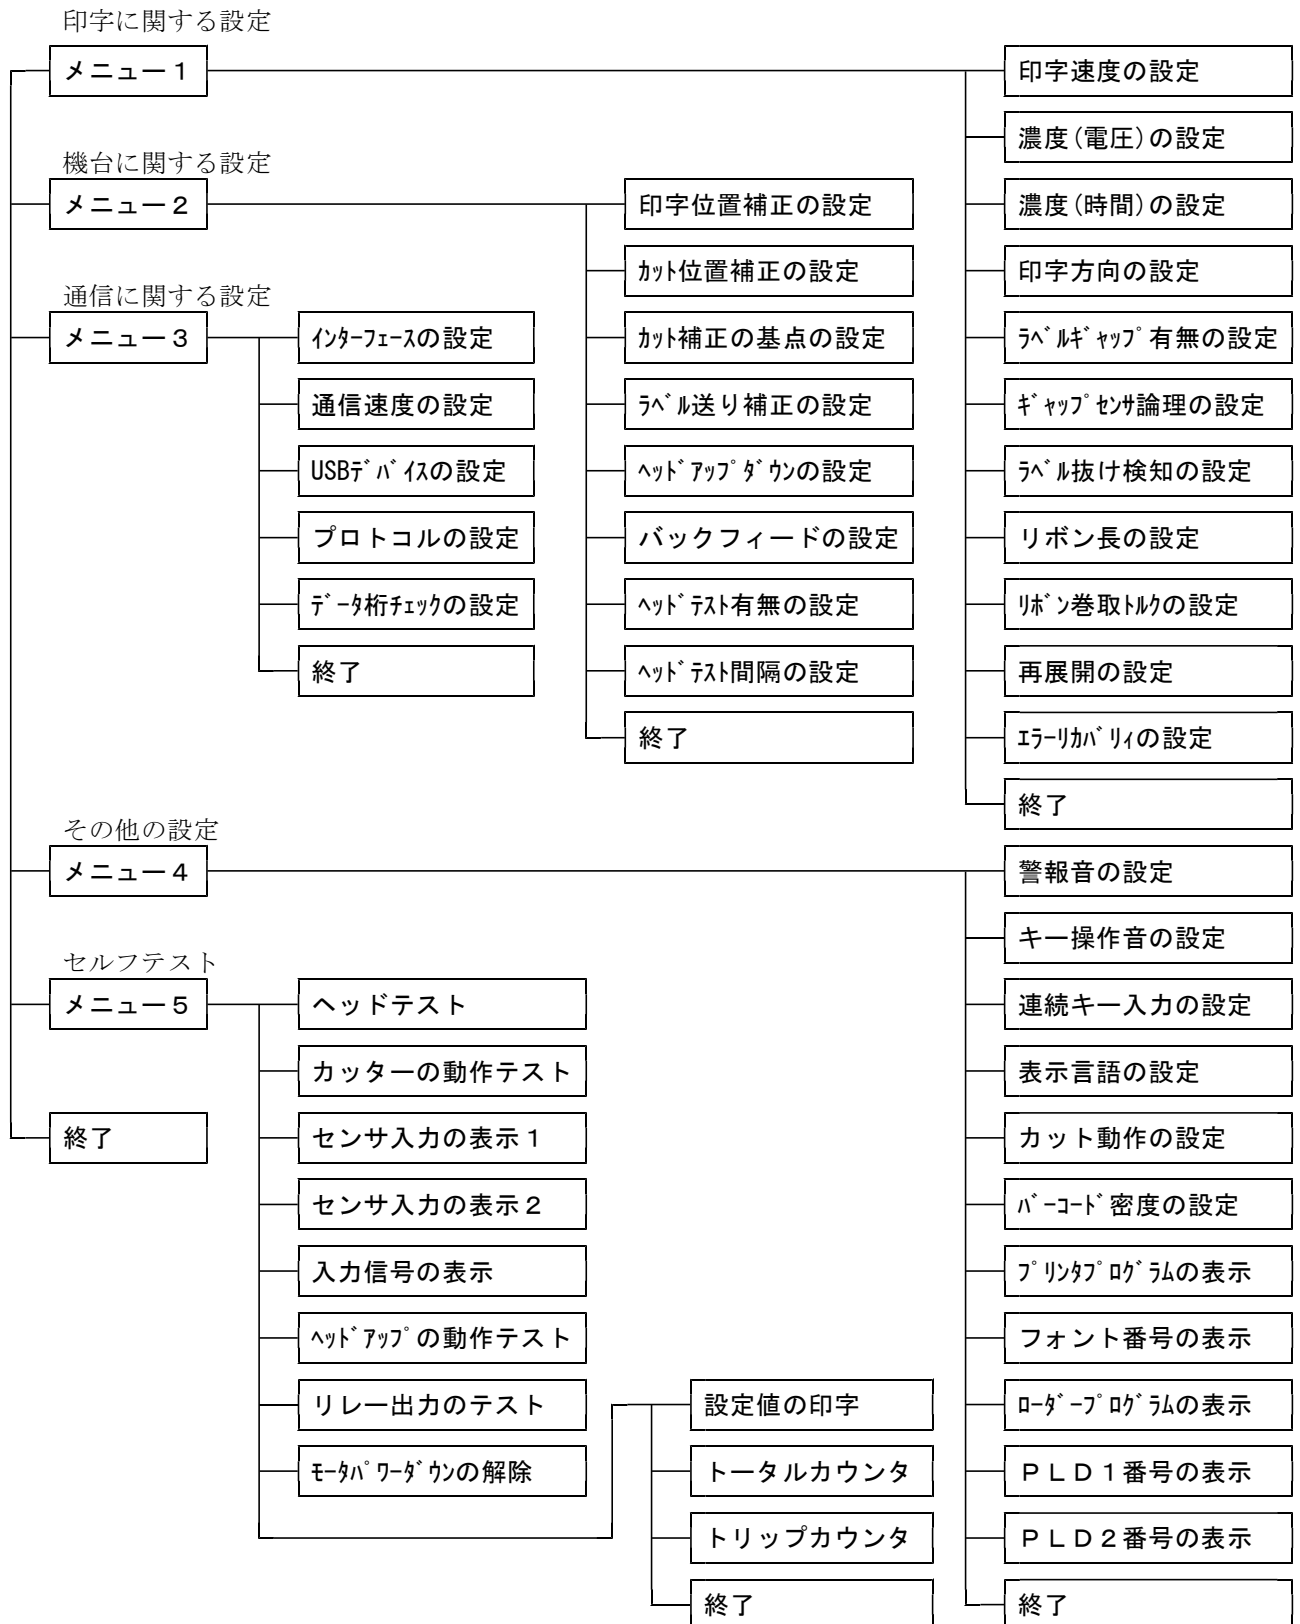 印字に関する設定
メニュー1
印字速度の設定
濃度(電圧)の設定
濃度(時間)の設定
印字方向の設定
ﾗﾍﾞﾙｷﾞｬｯﾌﾟ有無の設定
ｷﾞｬｯﾌﾟｾﾝｻ論理の設定
ﾗﾍﾞﾙ抜け検知の設定
リボン長の設定
ﾘﾎﾞﾝ巻取ﾄﾙｸの設定
再展開の設定
ｴﾗｰﾘｶﾊﾞﾘｨの設定
終了
機台に関する設定
メニュー2
印字位置補正の設定
ｶｯﾄ位置補正の設定
ｶｯﾄ補正の基点の設定
ﾗﾍﾞﾙ送り補正の設定
ﾍｯﾄﾞｱｯﾌﾟﾀﾞｳﾝの設定
バックフィードの設定
ﾍｯﾄﾞﾃｽﾄ有無の設定
ﾍｯﾄﾞﾃｽﾄ間隔の設定
終了
通信に関する設定
メニュー3
ｲﾝﾀｰﾌｪｰｽの設定
通信速度の設定
USBﾃﾞﾊﾞｲｽの設定
プロトコルの設定
ﾃﾞｰﾀ桁ﾁｪｯｸの設定
終了
その他の設定
メニュー4
警報音の設定
キー操作音の設定
連続キー入力の設定
表示言語の設定
カット動作の設定
ﾊﾞｰｺｰﾄﾞ密度の設定
ﾌﾟﾘﾝﾀﾌﾟﾛｸﾞﾗﾑの表示
フォント番号の表示
ﾛｰﾀﾞｰﾌﾟﾛｸﾞﾗﾑの表示
PLD1番号の表示
PLD2番号の表示
終了
セルフテスト
メニュー5
ヘッドテスト
カッターの動作テスト
センサ入力の表示1
センサ入力の表示2
入力信号の表示
ﾍｯﾄﾞｱｯﾌﾟの動作テスト
リレー出力のテスト
ﾓｰﾀﾊﾟﾜｰﾀﾞｳﾝの解除
設定値の印字
トータルカウンタ
トリップカウンタ
終了
終了